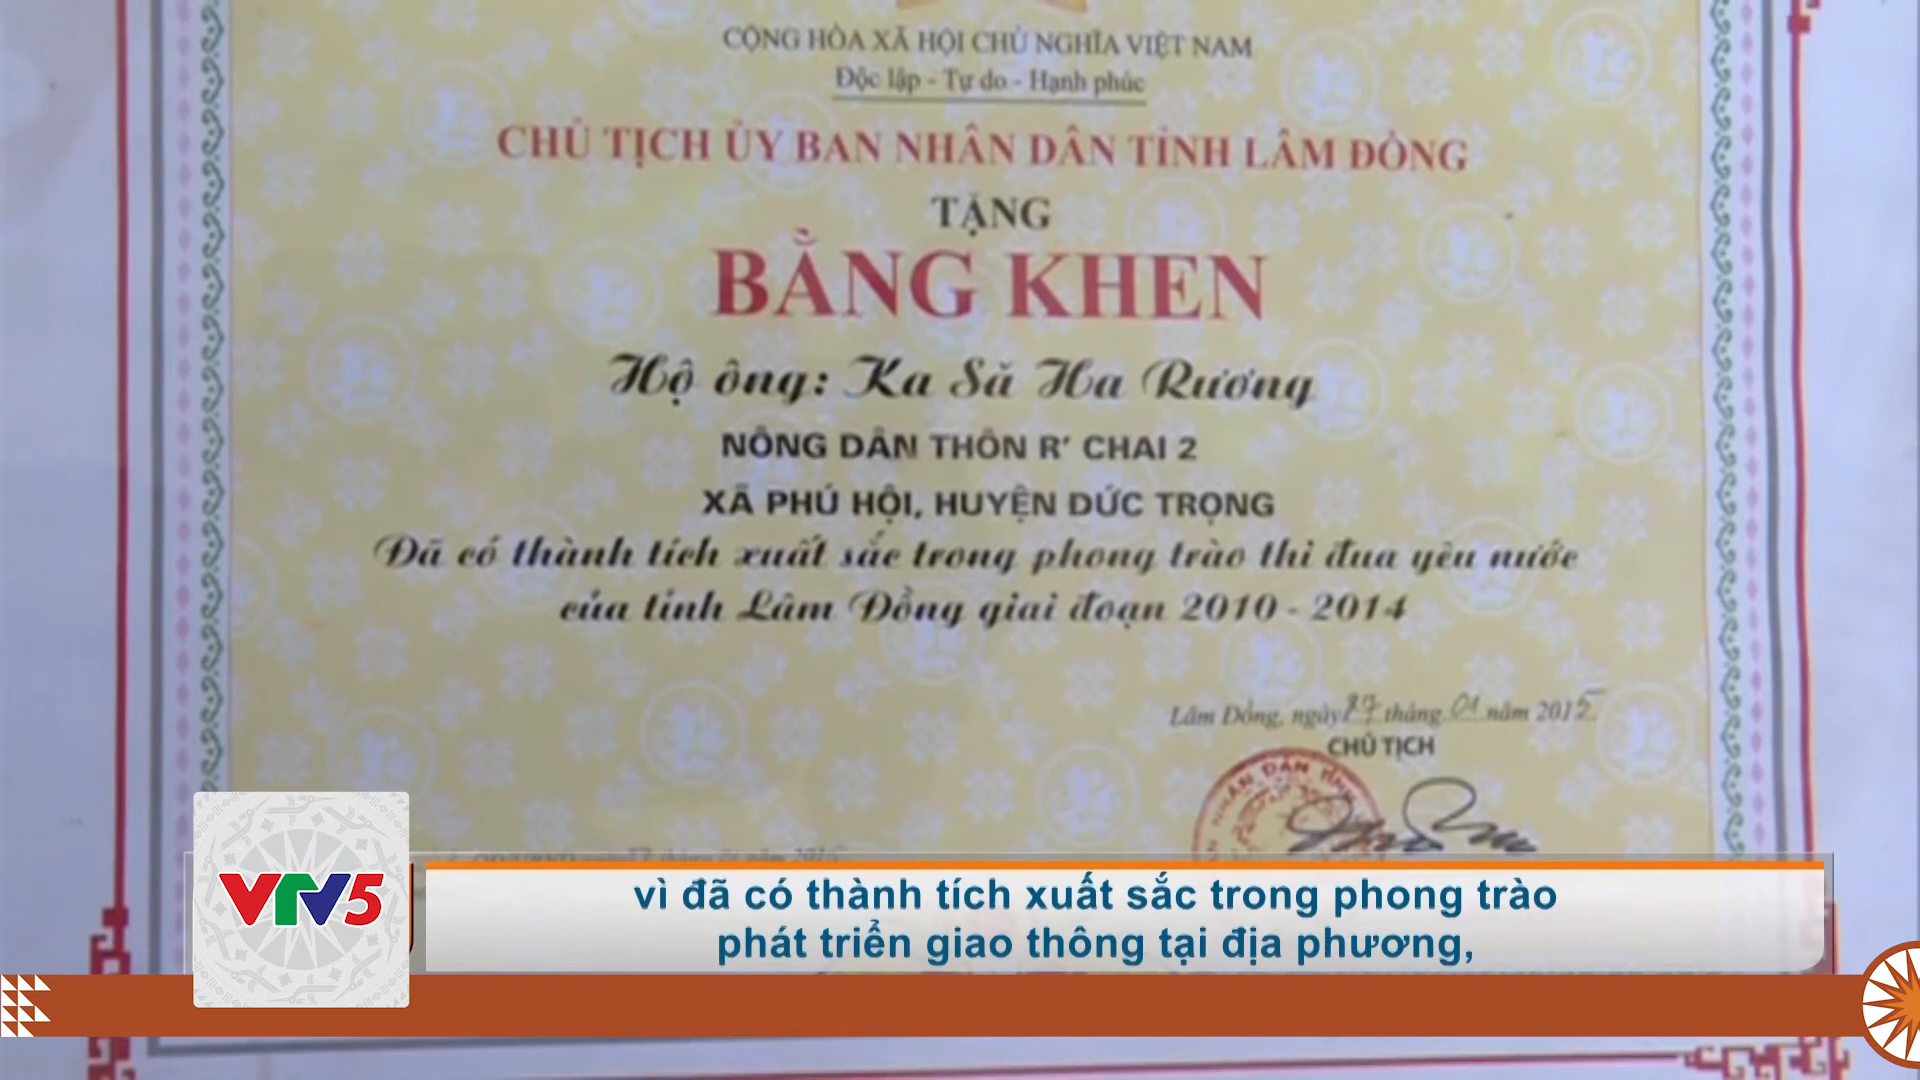 CỘNG HÒA XÃ HỘI CHỦ NGHĨA VIỆT NAM
Độc lập - Tự do - Hạnh phúc
CHỦ TỊCH ỦY BAN NHÂN DÂN TỈNH LÂM ĐỒNG
TẶNG
BẰNG KHEN
Hộ ông: Ka Să Ha Rương
NÔNG DÂN THÔN R' CHAI 2
XÃ PHÚ HỘI, HUYỆN ĐỨC TRỌNG
Đã có thành tích xuất sắc trong phong trào thi đua yêu nước
của tỉnh Lâm Đồng giai đoạn 2010 - 2014
Lâm Đồng, ngày 27 tháng 01 năm 2015
CHỦ TỊCH
NHÂN DÂN TỈNH
VTV5
vì đã có thành tích xuất sắc trong phong trào
phát triển giao thông tại địa phương,